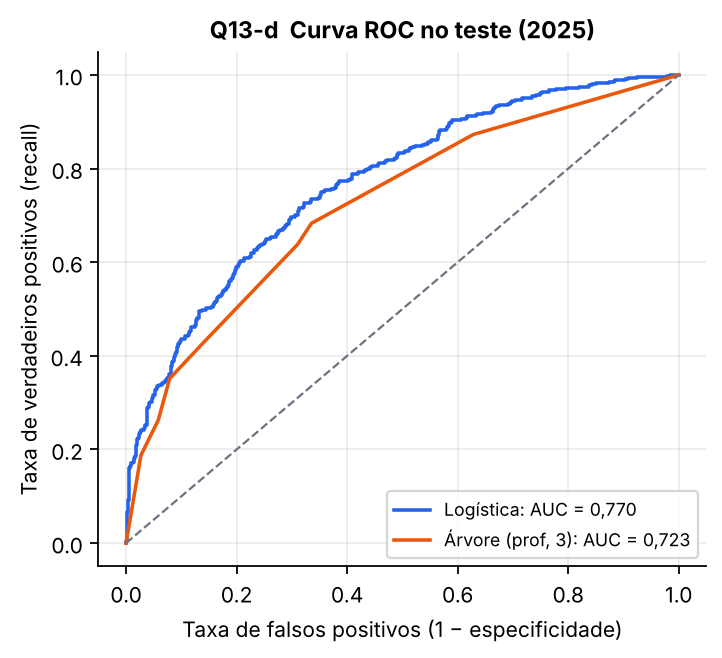 Q13-d  Curva ROC no teste (2025)
Taxa de verdadeiros positivos (recall)
1.0
0.8
0.6
0.4
0.2
0.0
Logística: AUC = 0,770
Árvore (prof, 3): AUC = 0,723
0.0 0.2 0.4 0.6 0.8 1.0
Taxa de falsos positivos (1 − especificidade)